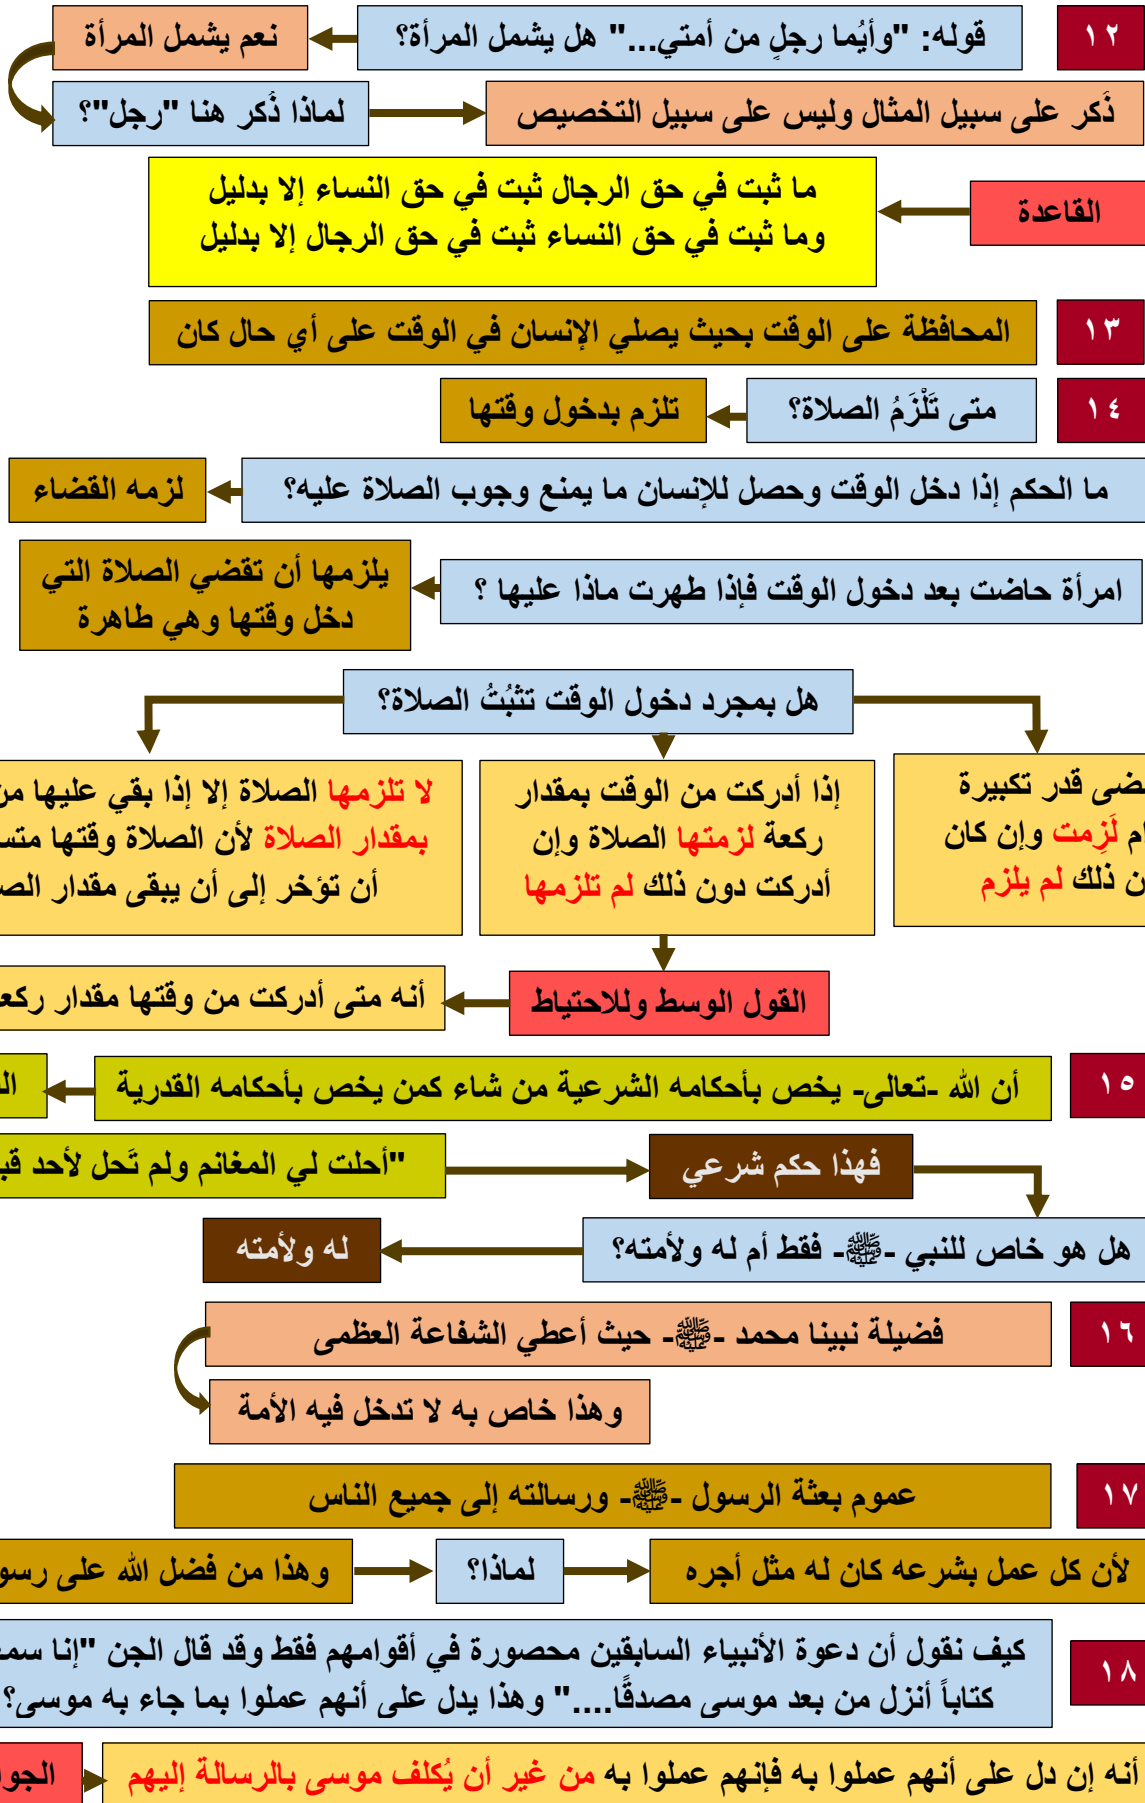 ١٢
قوله: "وأيُما رجلٍ من أمتي..." هل يشمل المرأة؟
نعم يشمل المرأة
لماذا ذُكر هنا "رجل"؟
ذُكر على سبيل المثال وليس على سبيل التخصيص
القاعدة
ما ثبت في حق الرجال ثبت في حق النساء إلا بدليل
وما ثبت في حق النساء ثبت في حق الرجال إلا بدليل
١٣
المحافظة على الوقت بحيث يصلي الإنسان في الوقت على أي حال كان
١٤
متى تَلْزَمُ الصلاة؟
تلزم بدخول وقتها
ما الحكم إذا دخل الوقت وحصل للإنسان ما يمنع وجوب الصلاة عليه؟
لزمه القضاء
امرأة حاضت بعد دخول الوقت فإذا طهرت ماذا عليها ؟
يلزمها أن تقضي الصلاة التي
دخل وقتها وهي طاهرة
هل بمجرد دخول الوقت تثبُتُ الصلاة؟
قدر تكبيرة
لَزِمت وإن كان
ذلك لم يلزم
إذا أدركت من الوقت بمقدار
ركعة لزمتها الصلاة وإن
أدركت دون ذلك لم تلزمها
لا تلزمها الصلاة إلا إذا بقي عليها
بمقدار الصلاة لأن الصلاة وقتها
أن تؤخر إلى أن يبقى مقدار
القول الوسط وللاحتياط
أنه متى أدركت من وقتها مقدار
١٥
أن الله -تعالى- يخص بأحكامه الشرعية من شاء كمن يخص بأحكامه القدرية
"أحلت لي المغانم ولم تَحل لأحد
فهذا حكم شرعي
هل هو خاص للنبي -ﷺ- فقط أم له ولأمته؟
له ولأمته
١٦
فضيلة نبينا محمد -ﷺ- حيث أعطي الشفاعة العظمى
وهذا خاص به لا تدخل فيه الأمة
١٧
عموم بعثة الرسول -ﷺ- ورسالته إلى جميع الناس
وهذا من فضل الله على
لماذا؟
لأن كل عمل بشرعه كان له مثل أجره
١٨
كيف نقول أن دعوة الأنبياء السابقين محصورة في أقوامهم فقط وقد قال الجن "إنا
كتاباً أنزل من بعد موسى مصدقًا...." وهذا يدل على أنهم عملوا بما جاء به موسى؟
أنه إن دل على أنهم عملوا به فإنهم عملوا به من غير أن يُكلف موسى بالرسالة إليهم